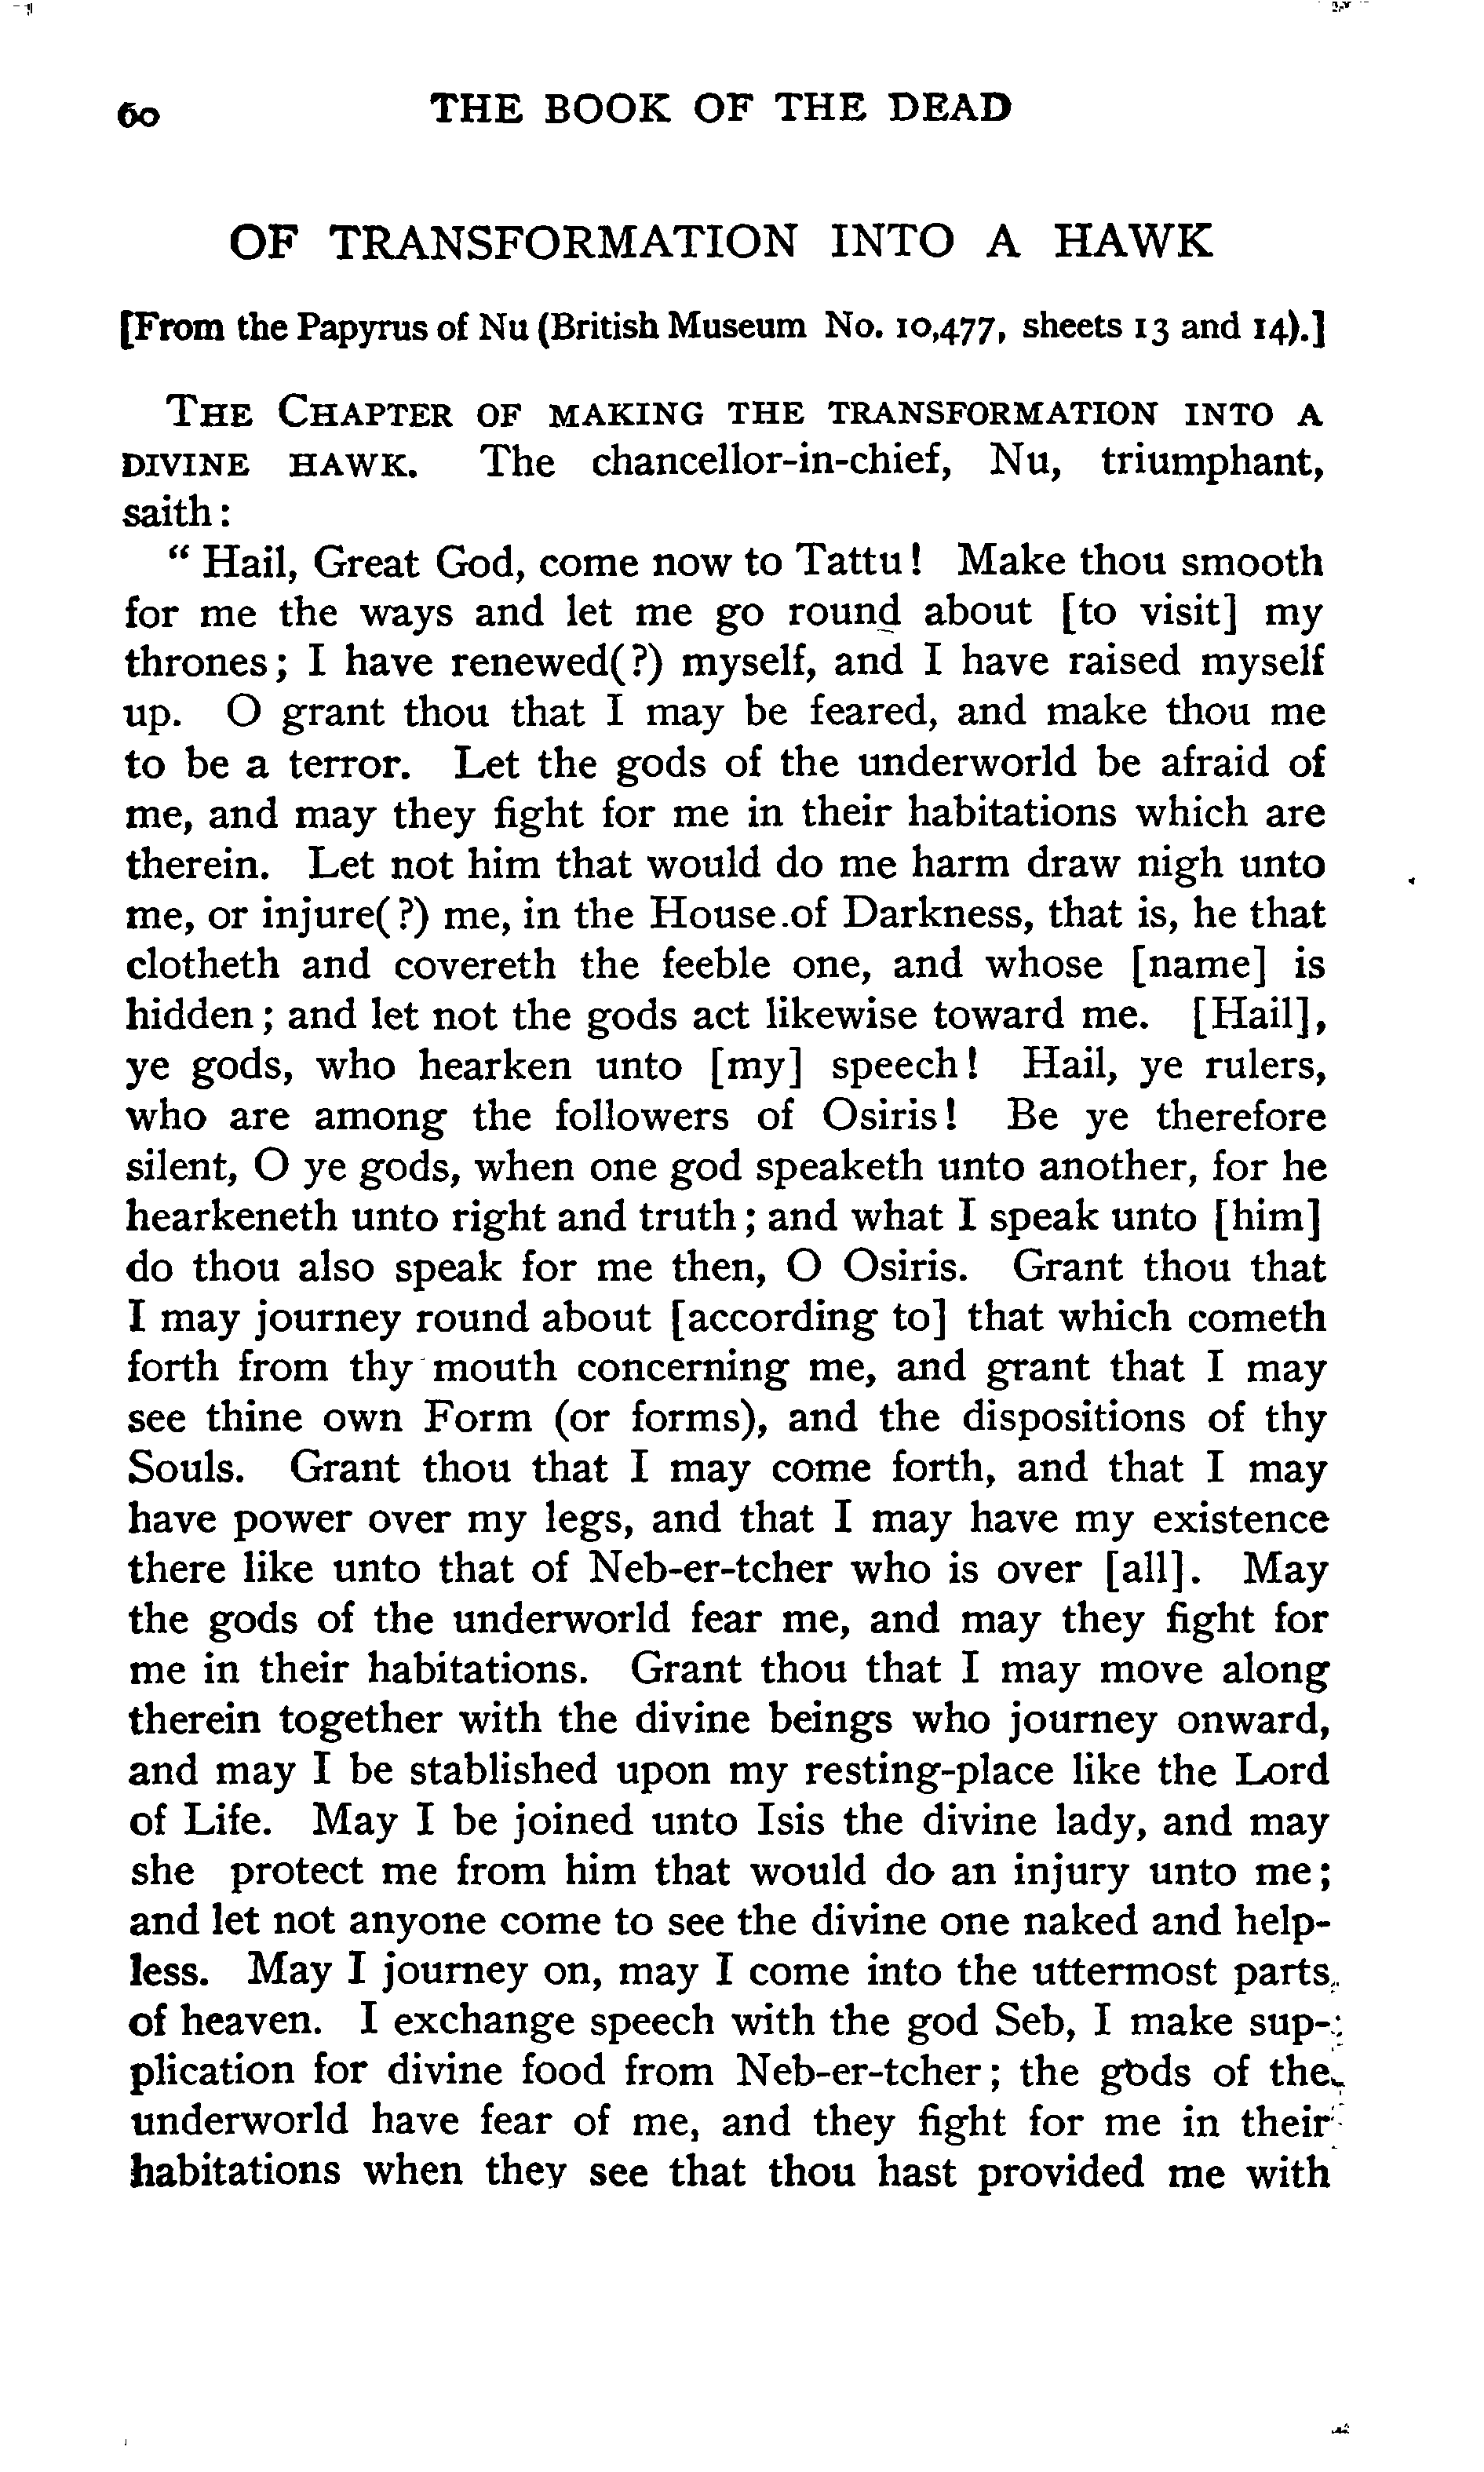 60 THE BOOK OF THE DEAD
OF TRANSFORMATION INTO A HAWK
[From the Papyrus of Nu (British Museum No. 10,477, sheets 13 and 14).]
THE CHAPTER OF MAKING THE TRANSFORMATION INTO A
DIVINE HAWK. The chancellor-in-chief, Nu, triumphant,
saith:
" Hail, Great God, come now to Tattu! Make thou smooth
for me the ways and let me go round about [to visit] my
thrones; I have renewed(?) myself, and I have raised myself
up. O grant thou that I may be feared, and make thou me
to be a terror. Let the gods of the underworld be afraid of
me, and may they fight for me in their habitations which are
therein. Let not him that would do me harm draw nigh unto
me, or injure(?) me, in the House.of Darkness, that is, he that
clotheth and covereth the feeble one, and whose [name] is
hidden; and let not the gods act likewise toward me. [Hail],
ye gods, who hearken unto [my] speech! Hail, ye rulers,
who are among the followers of Osiris! Be ye therefore
silent, O ye gods, when one god speaketh unto another, for he
hearkeneth unto right and truth; and what I speak unto [him]
do thou also speak for me then, O Osiris. Grant thou that
I may journey round about [according to] that which cometh
forth from thy mouth concerning me, and grant that I may
see thine own Form (or forms), and the dispositions of thy
Souls. Grant thou that I may come forth, and that I may
have power over my legs, and that I may have my existence
there like unto that of Neb-er-tcher who is over [all]. May
the gods of the underworld fear me, and may they fight for
me in their habitations. Grant thou that I may move along
therein together with the divine beings who journey onward,
and may I be stablished upon my resting-place like the Lord
of Life. May I be joined unto Isis the divine lady, and may
she protect me from him that would do an injury unto me;
and let not anyone come to see the divine one naked and help-
less. May I journey on, may I come into the uttermost parts
of heaven. I exchange speech with the god Seb, I make sup-
plication for divine food from Neb-er-tcher; the gods of the
underworld have fear of me, and they fight for me in their
habitations when they see that thou hast provided me with